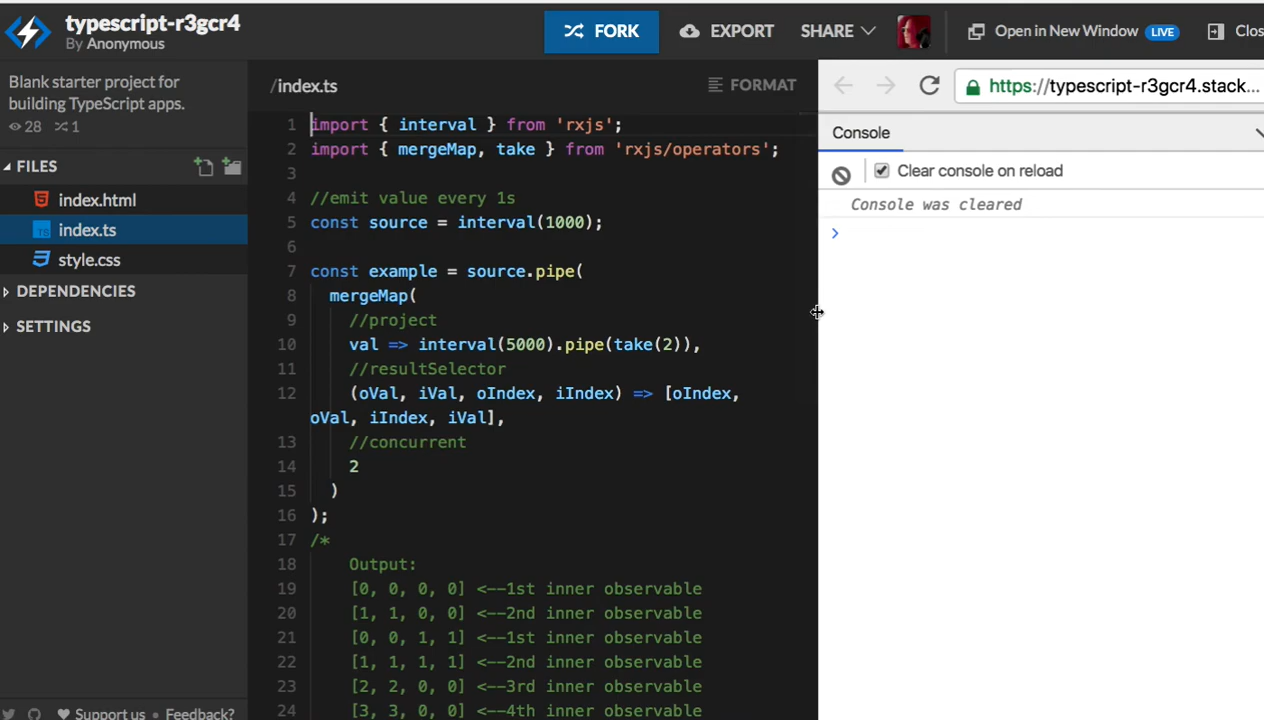 typescript-r3gcr4
By Anonymous
FORK
EXPORT
SHARE
Open in New Window LIVE
Clos
Blank starter project for
building TypeScript apps.
28 1
FILES
index.html
TS index.ts
style.css
DEPENDENCIES
SETTINGS
Support us • Feedback?
/index.ts
FORMAT
1 import { interval } from 'rxjs';
2 import { mergeMap, take } from 'rxjs/operators';
3
4 //emit value every 1s
5 const source = interval(1000);
6
7 const example = source.pipe(
8 mergeMap(
9 //project
10 val => interval(5000).pipe(take(2)),
11 //resultSelector
12 (oVal, iVal, oIndex, iIndex) => [oIndex,
oVal, iIndex, iVal],
13 //concurrent
14 2
15 )
16 );
17 /*
18 Output:
19 [0, 0, 0, 0] <--1st inner observable
20 [1, 1, 0, 0] <--2nd inner observable
21 [0, 0, 1, 1] <--1st inner observable
22 [1, 1, 1, 1] <--2nd inner observable
23 [2, 2, 0, 0] <--3rd inner observable
24 [3, 3, 0, 0] <--4th inner observable
https://typescript-r3gcr4.stack...
Console
Clear console on reload
Console was cleared